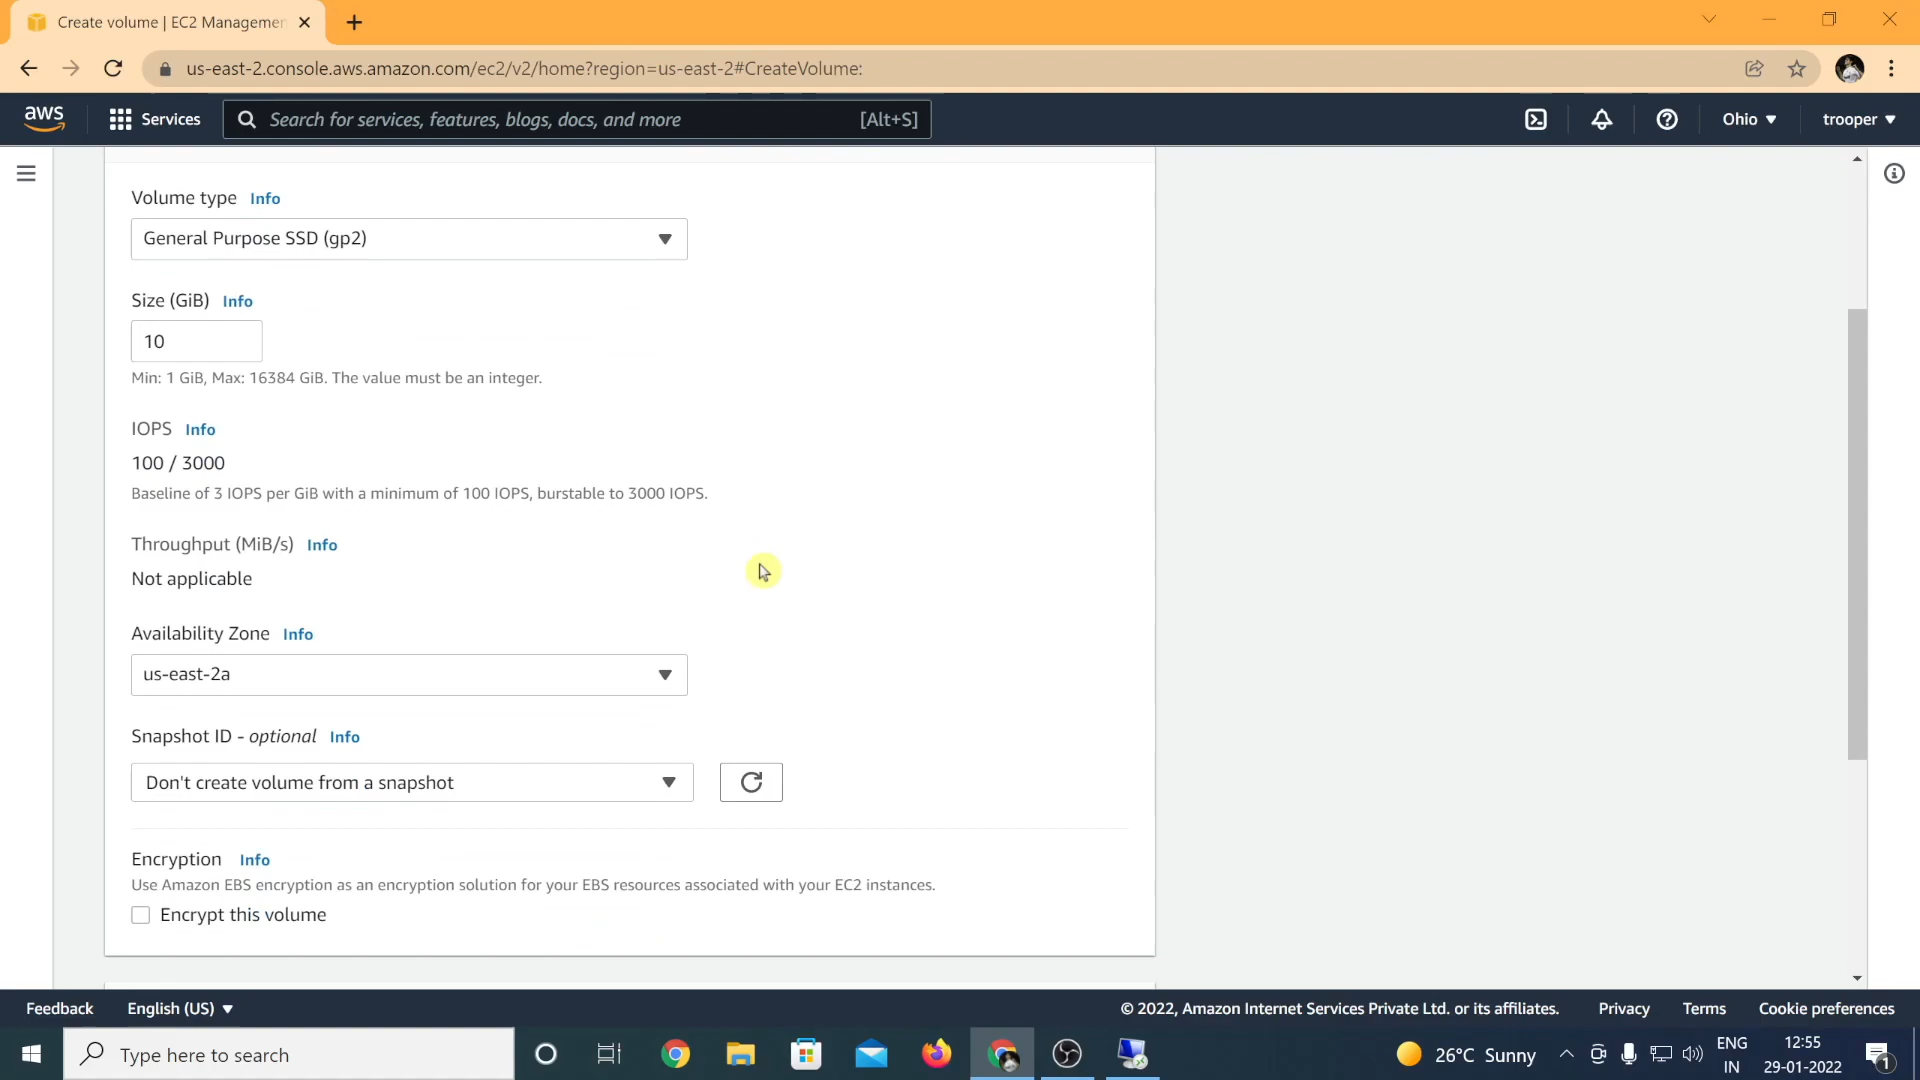 Create volume | EC2 Managemen
us-east-2.console.aws.amazon.com/ec2/v2/home?region=us-east-2#CreateVolume:
aws
Services
Search for services, features, blogs, docs, and more
[Alt+S]
Ohio
trooper
Volume type Info
General Purpose SSD (gp2)
Size (GiB) Info
10
Min: 1 GiB, Max: 16384 GiB. The value must be an integer.
IOPS Info
100 / 3000
Baseline of 3 IOPS per GiB with a minimum of 100 IOPS, burstable to 3000 IOPS.
Throughput (MiB/s) Info
Not applicable
Availability Zone Info
us-east-2a
Snapshot ID - optional Info
Don't create volume from a snapshot
Encryption Info
Use Amazon EBS encryption as an encryption solution for your EBS resources associated with your EC2 instances.
Encrypt this volume
Feedback
English (US)
© 2022, Amazon Internet Services Private Ltd. or its affiliates.
Privacy
Terms
Cookie preferences
Type here to search
26°C Sunny
ENG
IN
12:55
29-01-2022
1